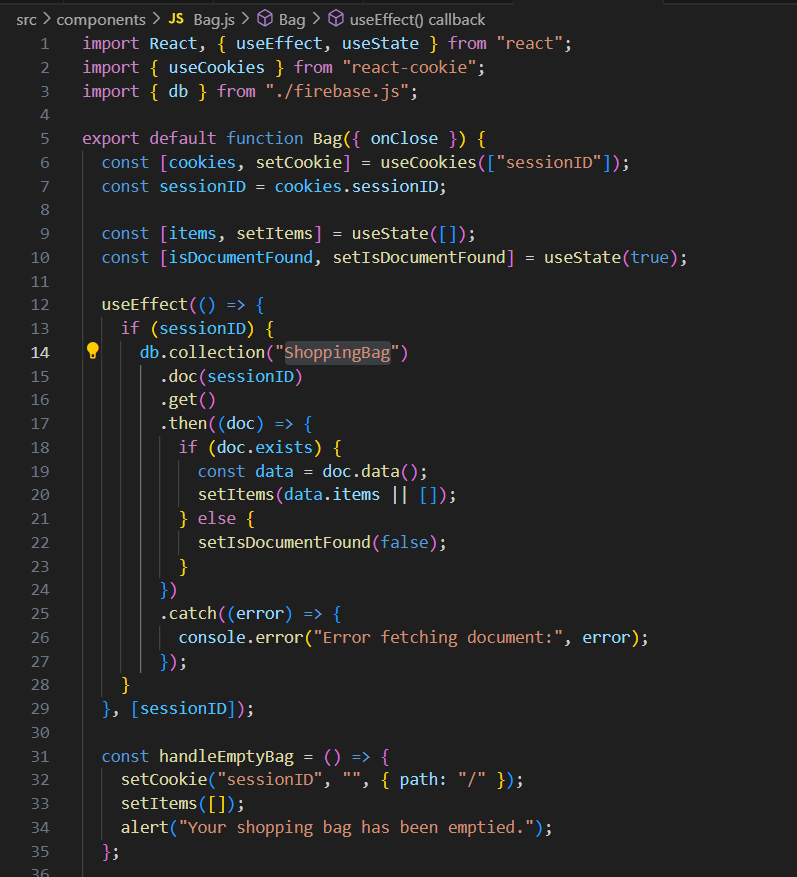 src > components > JS Bag.js > Bag > useEffect() callback
1 import React, { useEffect, useState } from "react";
2 import { useCookies } from "react-cookie";
3 import { db } from "./firebase.js";
4
5 export default function Bag({ onClose }) {
6   const [cookies, setCookie] = useCookies(["sessionID"]);
7   const sessionID = cookies.sessionID;
8
9   const [items, setItems] = useState([]);
10   const [isDocumentFound, setIsDocumentFound] = useState(true);
11
12   useEffect(() => {
13     if (sessionID) {
14       db.collection("ShoppingBag")
15         .doc(sessionID)
16         .get()
17         .then((doc) => {
18           if (doc.exists) {
19             const data = doc.data();
20             setItems(data.items || []);
21           } else {
22             setIsDocumentFound(false);
23           }
24         })
25         .catch((error) => {
26           console.error("Error fetching document:", error);
27         });
28     }
29   }, [sessionID]);
30
31   const handleEmptyBag = () => {
32     setCookie("sessionID", "", { path: "/" });
33     setItems([]);
34     alert("Your shopping bag has been emptied.");
35   };
36